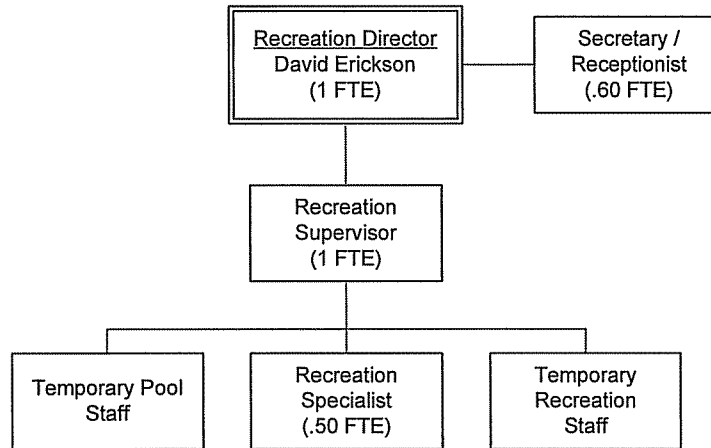 Recreation Director
David Erickson
(1 FTE)
Secretary /
Receptionist
(.60 FTE)
Recreation
Supervisor
(1 FTE)
Temporary Pool
Staff
Recreation
Specialist
(.50 FTE)
Temporary
Recreation
Staff